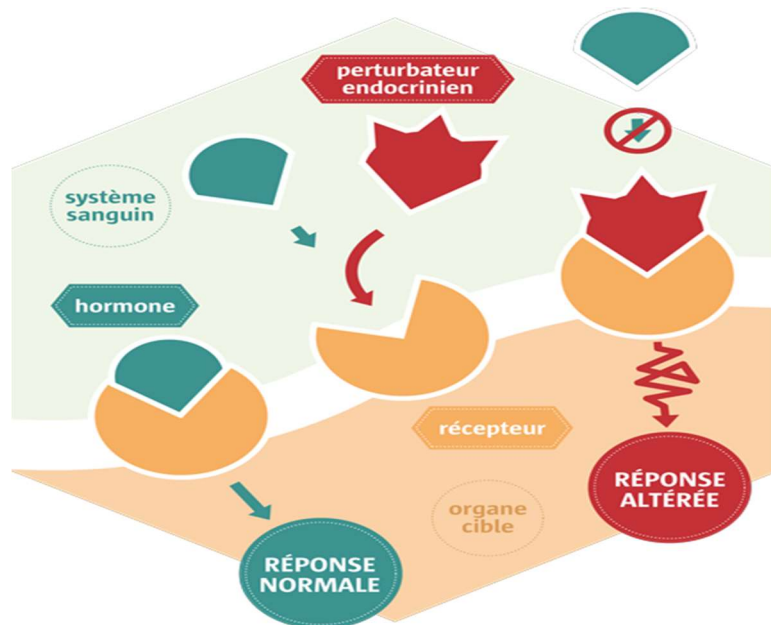 perturbateur
endocrinien
système
sanguin
hormone
récepteur
organe
cible
RÉPONSE
ALTÉRÉE
RÉPONSE
NORMALE